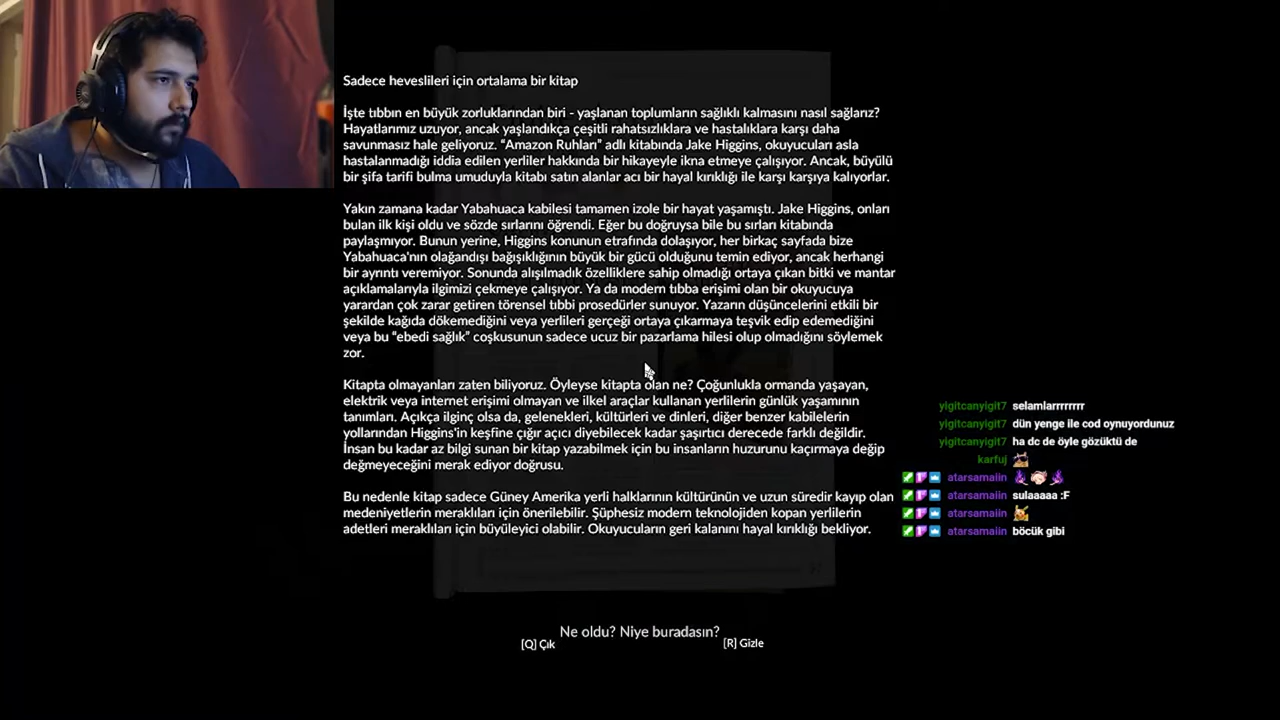 Sadece heveslileri için ortalama bir kitap
İşte tıbbın en büyük zorluklarından biri - yaşlanan toplumların sağlıklı kalmasını nasıl sağlarız?
Hayatlarımız uzuyor, ancak yaşlandıkça çeşitli rahatsızlıklara ve hastalıklara karşı daha
savunmasız hale geliyoruz. “Amazon Ruhları” adlı kitabında Jake Higgins, okuyucuları asla
hastalanmadığı iddia edilen yerliler hakkında bir hikayeyle ikna etmeye çalışıyor. Ancak, büyülü
bir şifa tarifi bulma umuduyla kitabı satın alanlar acı bir hayal kırıklığı ile karşı karşıya kalıyorlar.
Yakın zamana kadar Yabahuaca kabilesi tamamen izole bir hayat yaşamıştı. Jake Higgins, onları
bulan ilk kişi oldu ve sözde sırlarını öğrendi. Eğer bu doğruysa bile bu sırları kitabında
paylaşmıyor. Bunun yerine, Higgins konunun etrafında dolaşıyor, her birkaç sayfada bize
Yabahuaca'nın olağandışı bağışıklığının büyük bir gücü olduğunu temin ediyor, ancak herhangi
bir ayrıntı veremiyor. Sonunda alışılmadık özelliklere sahip olmadığı ortaya çıkan bitki ve mantar
açıklamalarıyla ilgimizi çekmeye çalışıyor. Ya da modern tıbba erişimi olan bir okuyucuya
yarardan çok zarar getiren törensel tıbbi prosedürler sunuyor. Yazarın düşüncelerini etkili bir
şekilde kağıda dökemediğini veya yerlileri gerçeği ortaya çıkarmaya teşvik edip edemediğini
veya bu “ebedi sağlık” coşkusunun sadece ucuz bir pazarlama hilesi olup olmadığını söylemek
zor.
Kitapta olmayanları zaten biliyoruz. Öyleyse kitapta olan ne? Çoğunlukla ormanda yaşayan,
elektrik veya internet erişimi olmayan ve ilkel araçlar kullanan yerlilerin günlük yaşamının
tanımları. Açıkça ilginç olsa da, gelenekleri, kültürleri ve dinleri, diğer benzer kabilelerin
yollarından Higgins'in keşfine çığır açıcı diyebilecek kadar şaşırtıcı derecede farklı değildir.
İnsan bu kadar az bilgi sunan bir kitap yazabilmek için bu insanların huzurunu kaçırmaya değip
değmeyeceğini merak ediyor doğrusu.
Bu nedenle kitap sadece Güney Amerika yerli halklarının kültürünün ve uzun süredir kayıp olan
medeniyetlerin meraklıları için önerilebilir. Şüphesiz modern teknolojiden kopan yerlilerin
adetleri meraklıları için büyüleyici olabilir. Okuyucuların geri kalanını hayal kırıklığı bekliyor.
yigitcanyigit7 selamlarrrrrrrr
yigitcanyigit7 dün yenge ile cod oynuyordunuz
yigitcanyigit7 ha dc de öyle gözüktü de
karfuj
atarsamaiin
atarsamaiin sulaaaaa :F
atarsamaiin
atarsamaiin böcük gibi
Ne oldu? Niye buradasın?
[Q] Çık [R] Gizle